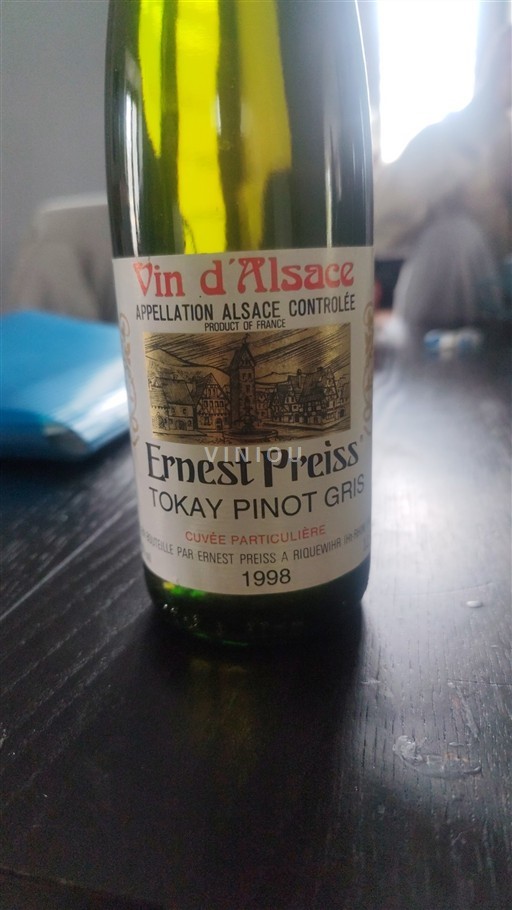 Vin d'Alsace
APPELLATION ALSACE CONTROLÉE
PRODUCT OF FRANCE
VINIOU
Ernest Preiss
TOKAY PINOT GRIS
CUVÉE PARTICULIÈRE
BOUTEILLE PAR ERNEST PREISS A RIQUEWIHR
1998